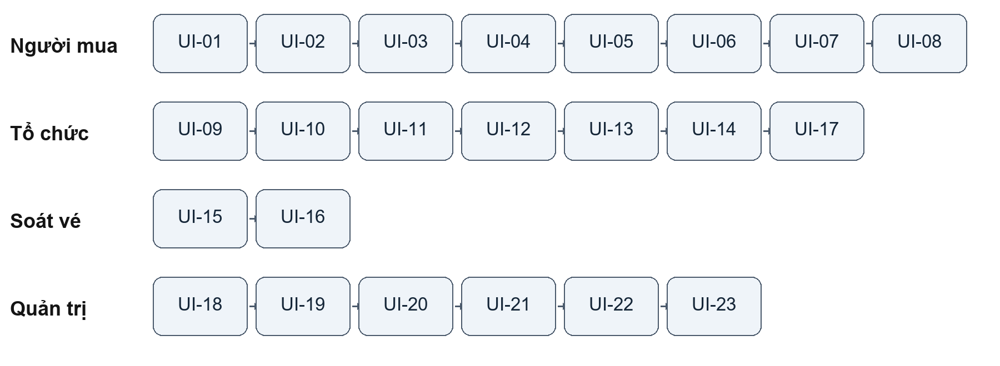 Người mua UI-01 UI-02 UI-03 UI-04 UI-05 UI-06 UI-07 UI-08
Tổ chức UI-09 UI-10 UI-11 UI-12 UI-13 UI-14 UI-17
Soát vé UI-15 UI-16
Quản trị UI-18 UI-19 UI-20 UI-21 UI-22 UI-23